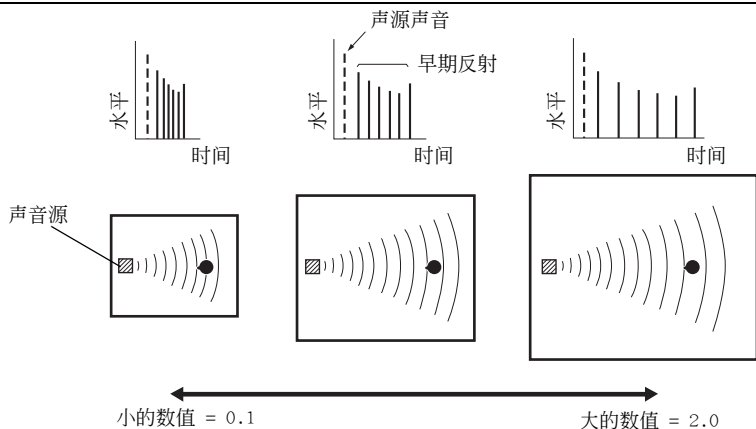 声源声音
早期反射
水平
时间
水平
时间
水平
时间
声音源
小的数值 = 0.1
大的数值 = 2.0